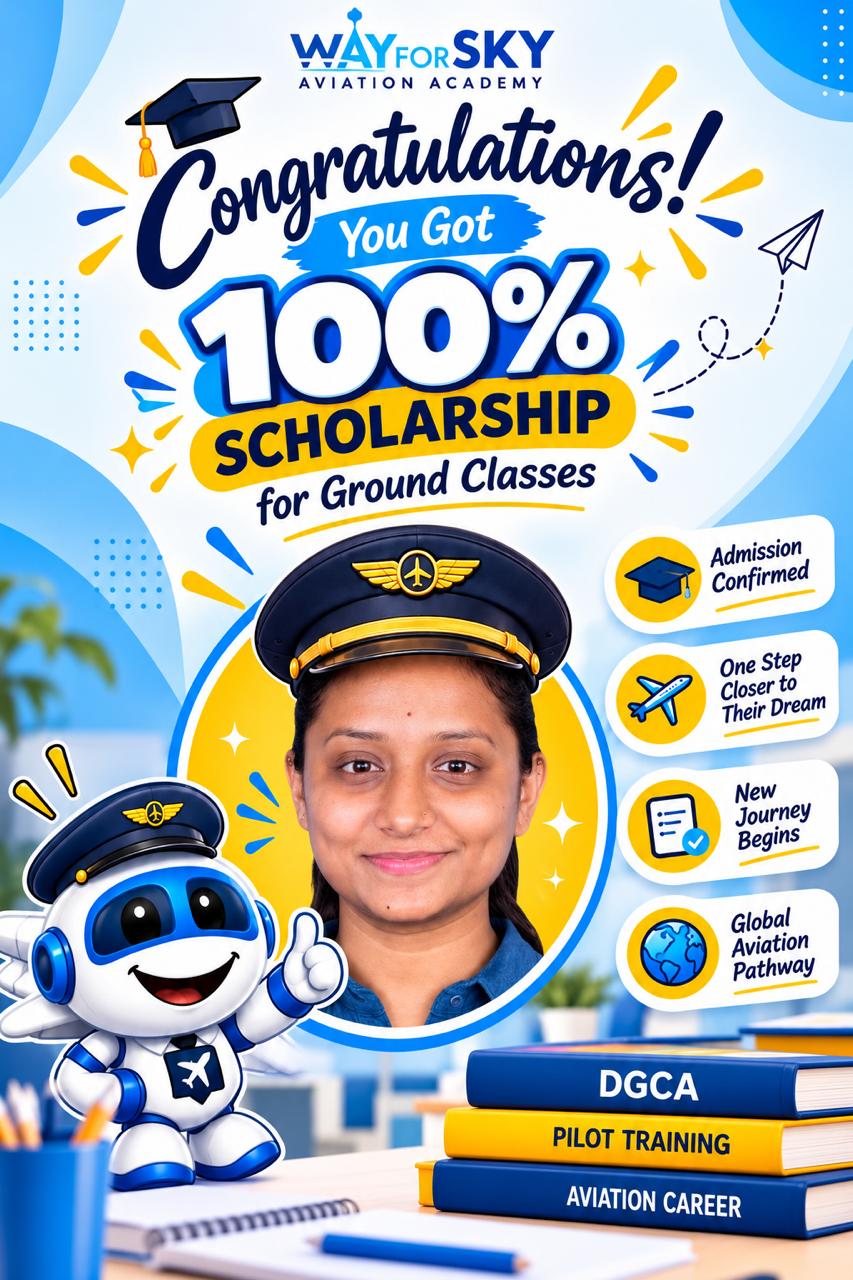 WAY FOR SKY
AVIATION ACADEMY
Congratulations!
You Got
100%
SCHOLARSHIP
for Ground Classes
Admission
Confirmed
One Step
Closer to
Their Dream
New
Journey
Begins
Global
Aviation
Pathway
DGCA
PILOT TRAINING
AVIATION CAREER